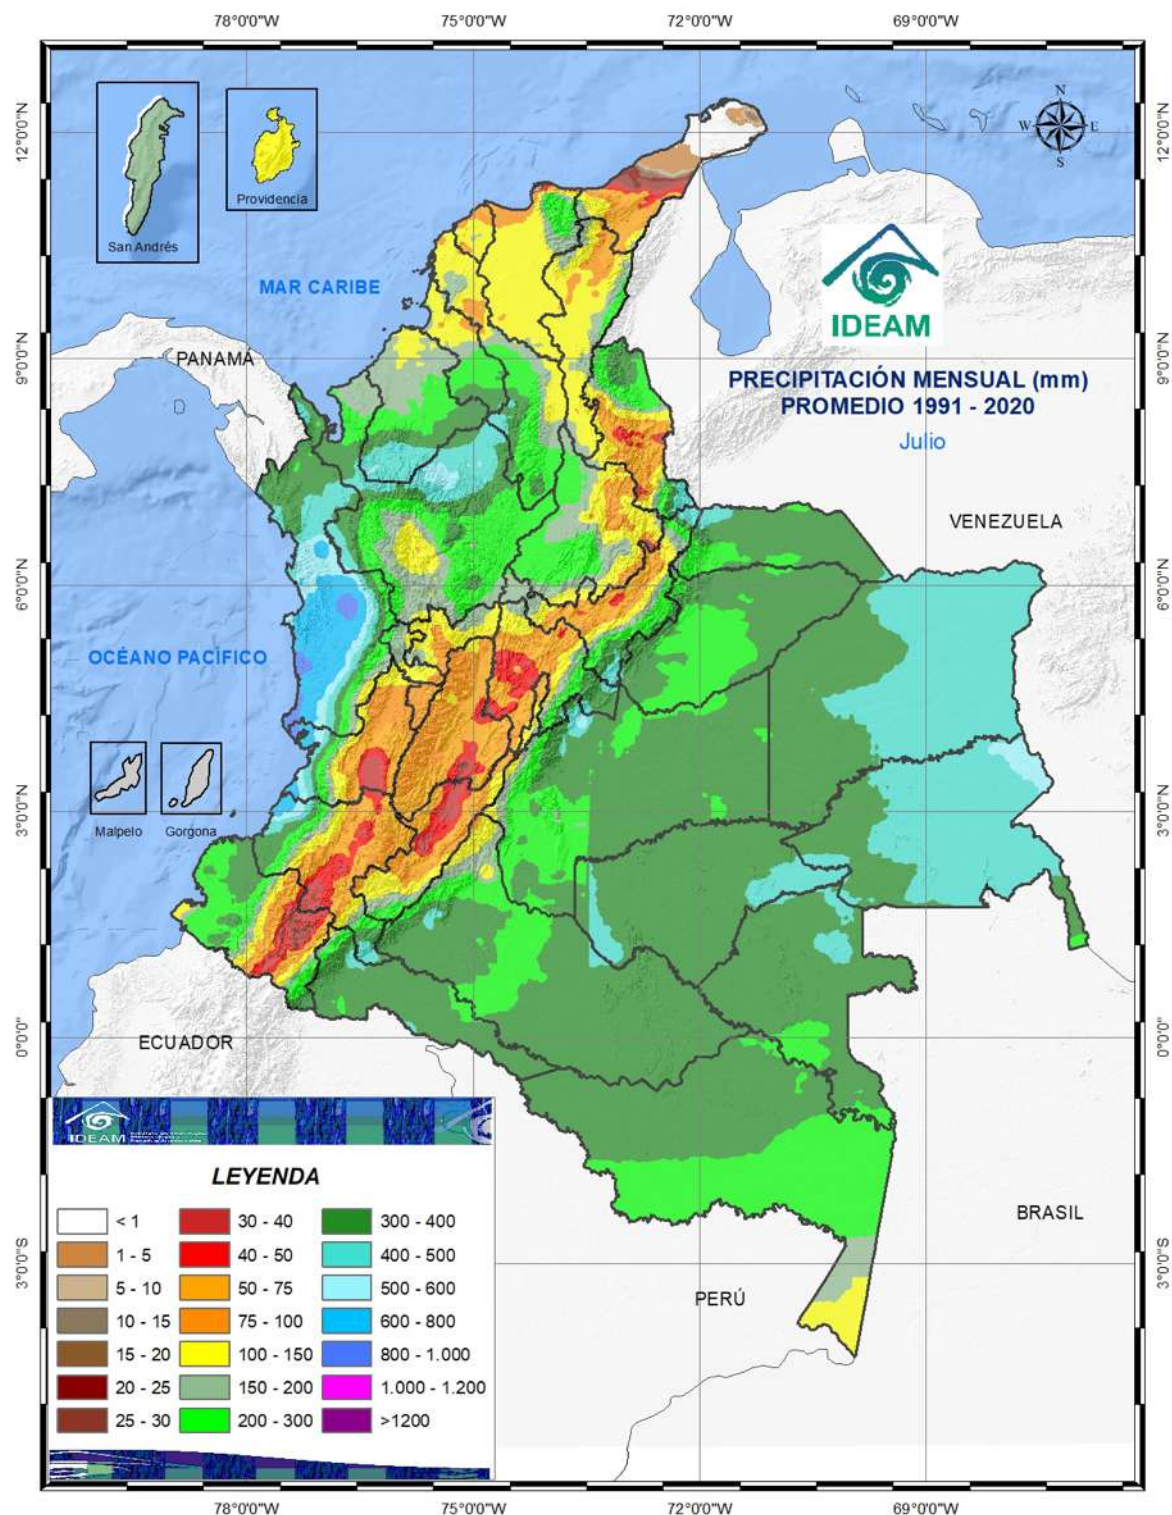 78°0'0"W 75°0'0"W 72°0'0"W 69°0'0"W
12°0'0"N
12°0'0"N
San Andrés
Providencia
MAR CARIBE
IDEAM
9°0'0"N
PANAMÁ
9°0'0"N
PRECIPITACIÓN MENSUAL (mm)
PROMEDIO 1991 - 2020
Julio
VENEZUELA
6°0'0"N
6°0'0"N
OCÉANO PACÍFICO
3°0'0"N
Malpelo
Gorgona
3°0'0"N
0°0'0"
ECUADOR
0°0'0"
IDEAM
LEYENDA
< 1
1 - 5
5 - 10
10 - 15
15 - 20
20 - 25
25 - 30
30 - 40
40 - 50
50 - 75
75 - 100
100 - 150
150 - 200
200 - 300
300 - 400
400 - 500
500 - 600
600 - 800
800 - 1.000
1.000 - 1.200
>1200
BRASIL
PERÚ
3°0'0"S
3°0'0"S
78°0'0"W 75°0'0"W 72°0'0"W 69°0'0"W
N
W E
S